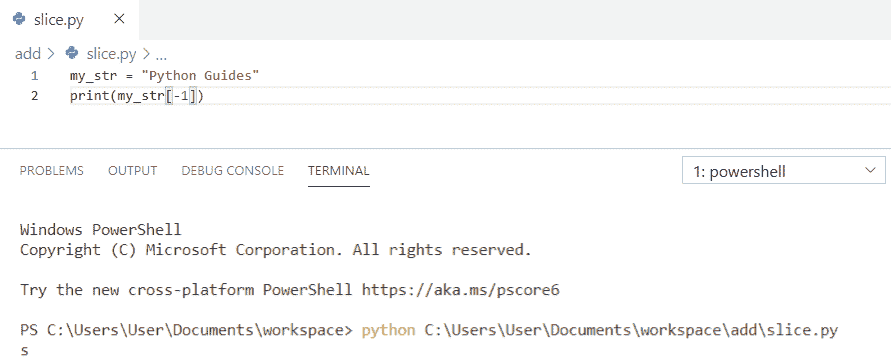 slice.py
add > slice.py > ...
1 my_str = "Python Guides"
2 print(my_str[-1])
PROBLEMS OUTPUT DEBUG CONSOLE TERMINAL 1: powershell
Windows PowerShell
Copyright (C) Microsoft Corporation. All rights reserved.
Try the new cross-platform PowerShell https://aka.ms/pscore6
PS C:\Users\User\Documents\workspace> python C:\Users\User\Documents\workspace\add\slice.py
s